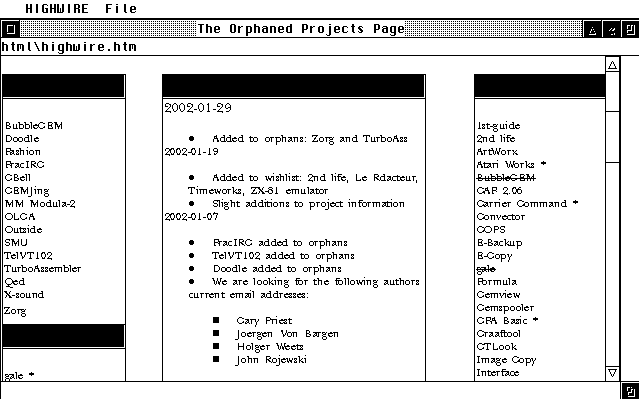 HIGHWIRE File
The Orphaned Projects Page
html\highwire.htm
BubbleGEM
Doodle
Fashion
FracIRC
GBell
GEMJing
MM Modula-2
OLGA
Outside
SMU
TelVT102
TurboAssembler
Qed
X-sound
Zorg
gale *
2002-01-29
• Added to orphans: Zorg and TurboAss
2002-01-19
• Added to wishlist: 2nd life, Le Rdacteur,
Timeworks, ZX-81 emulator
• Slight additions to project information
2002-01-07
• FracIRC added to orphans
• TelVT102 added to orphans
• Doodle added to orphans
• We are looking for the following authors
current email addresses:
■ Gary Priest
■ Joergen Von Bargen
■ Holger Weets
■ John Rojewski
1st-guide
2nd life
ArtWorx
Atari Works *
BubbleGEM
CAF 2.06
Carrier Command *
Convector
COPS
E-Backup
E-Copy
gale
Formula
Gemview
Gemspooler
GFA Basic *
Graaftool
GTLook
Image Copy
Interface